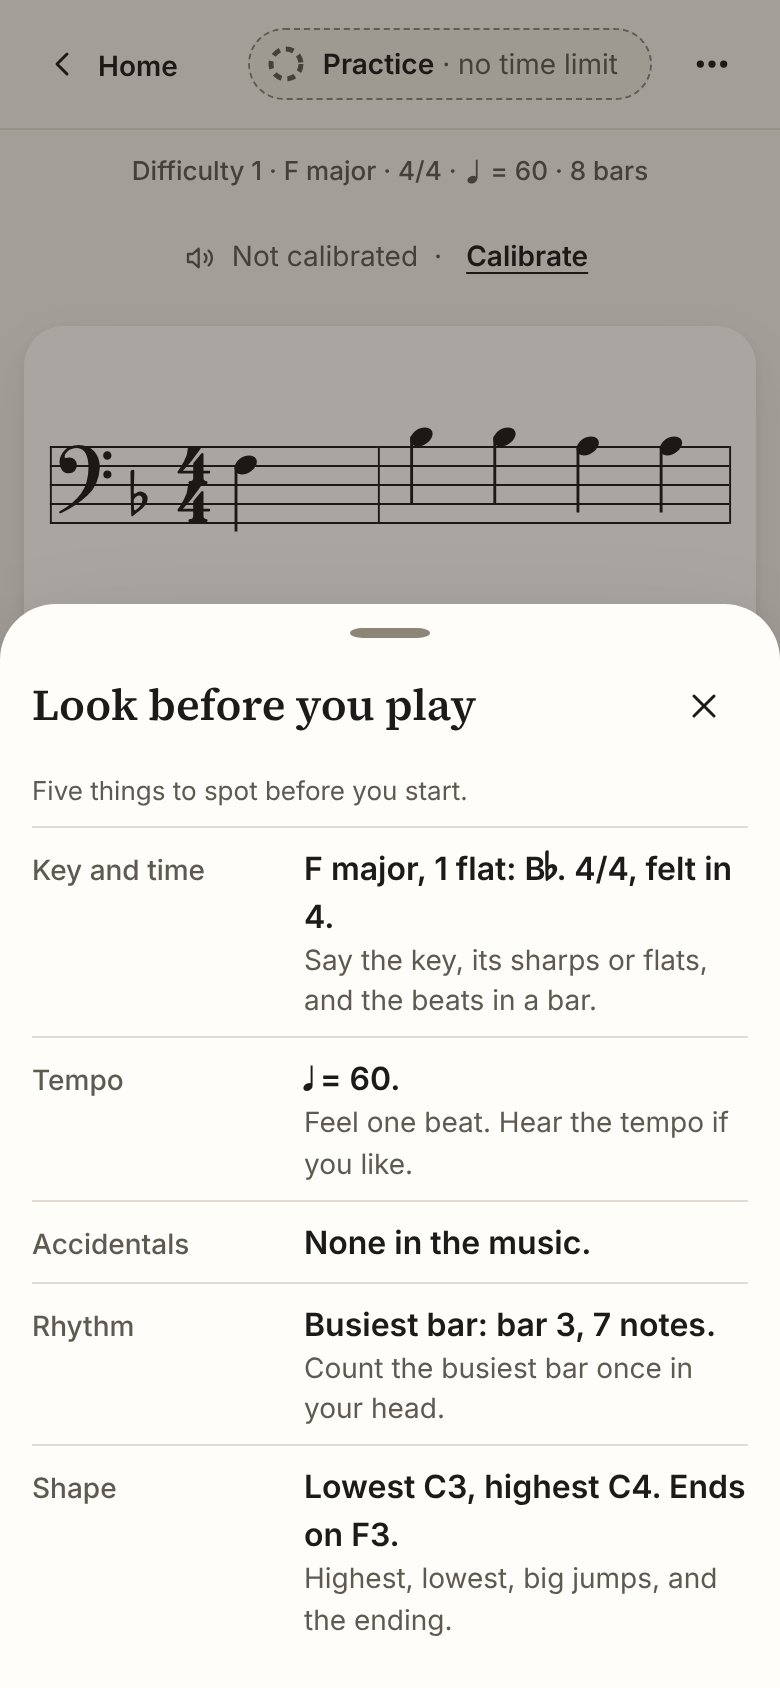 Home
Practice · no time limit
Difficulty 1 · F major · 4/4 · ♩ = 60 · 8 bars
Not calibrated · Calibrate
4
4
Look before you play
Five things to spot before you start.
Key and time
F major, 1 flat: B♭. 4/4, felt in
4.
Say the key, its sharps or flats,
and the beats in a bar.
Tempo
♩ = 60.
Feel one beat. Hear the tempo if
you like.
Accidentals
None in the music.
Rhythm
Busiest bar: bar 3, 7 notes.
Count the busiest bar once in
your head.
Shape
Lowest C3, highest C4. Ends
on F3.
Highest, lowest, big jumps, and
the ending.